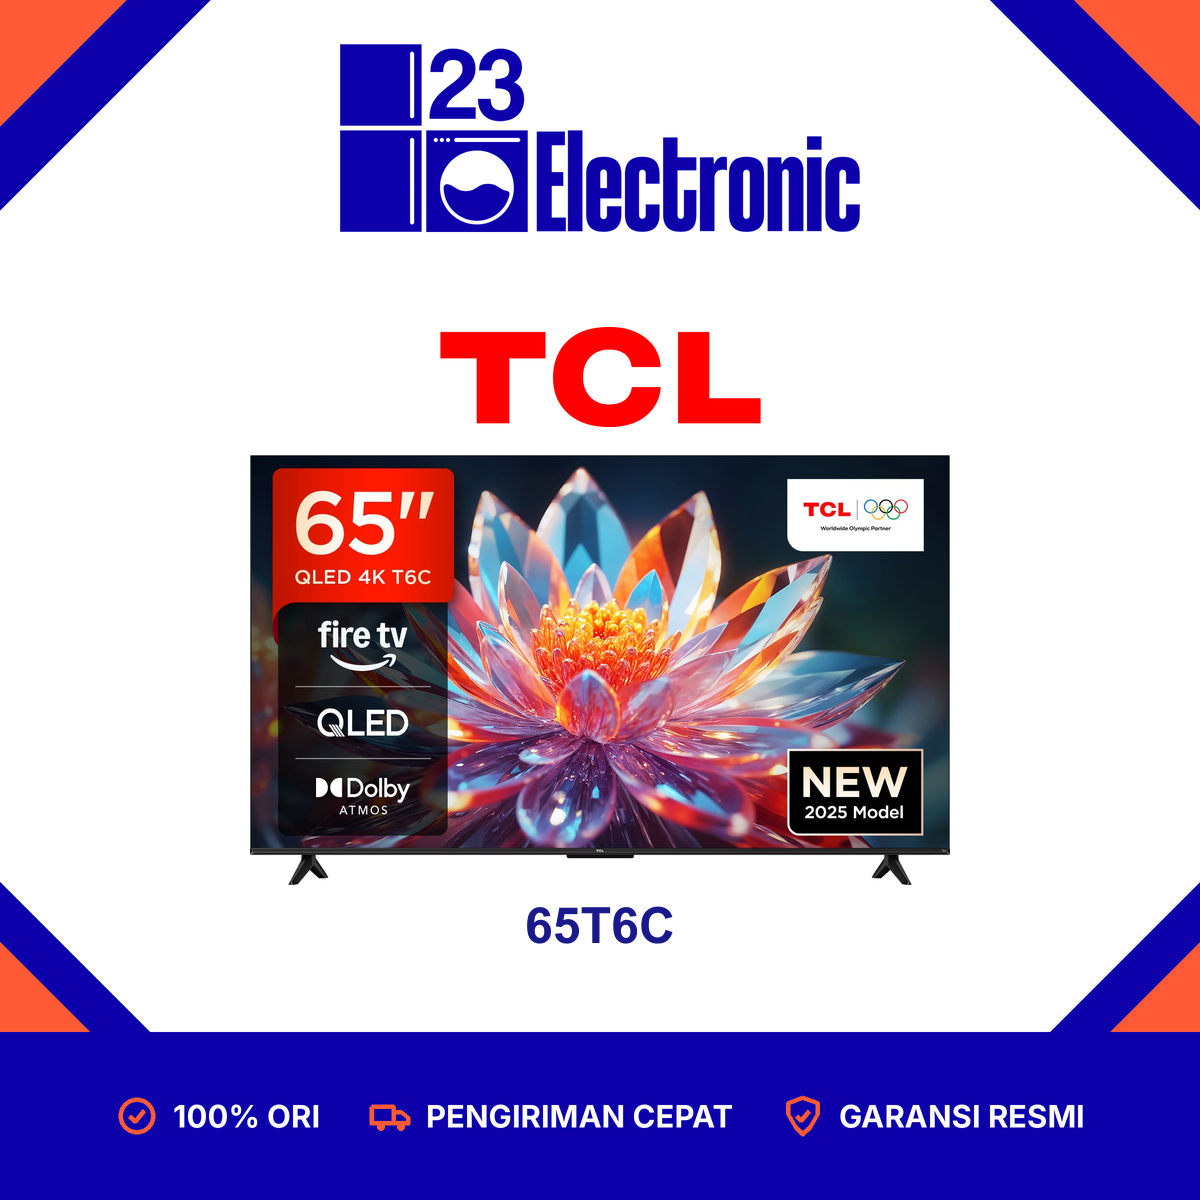 23
Electronic
TCL
65"
QLED 4K T6C
fire tv
QLED
Dolby
ATMOS
TCL
Worldwide Olympic Partner
NEW
2025 Model
TCL
65T6C
100% ORI
PENGIRIMAN CEPAT
GARANSI RESMI